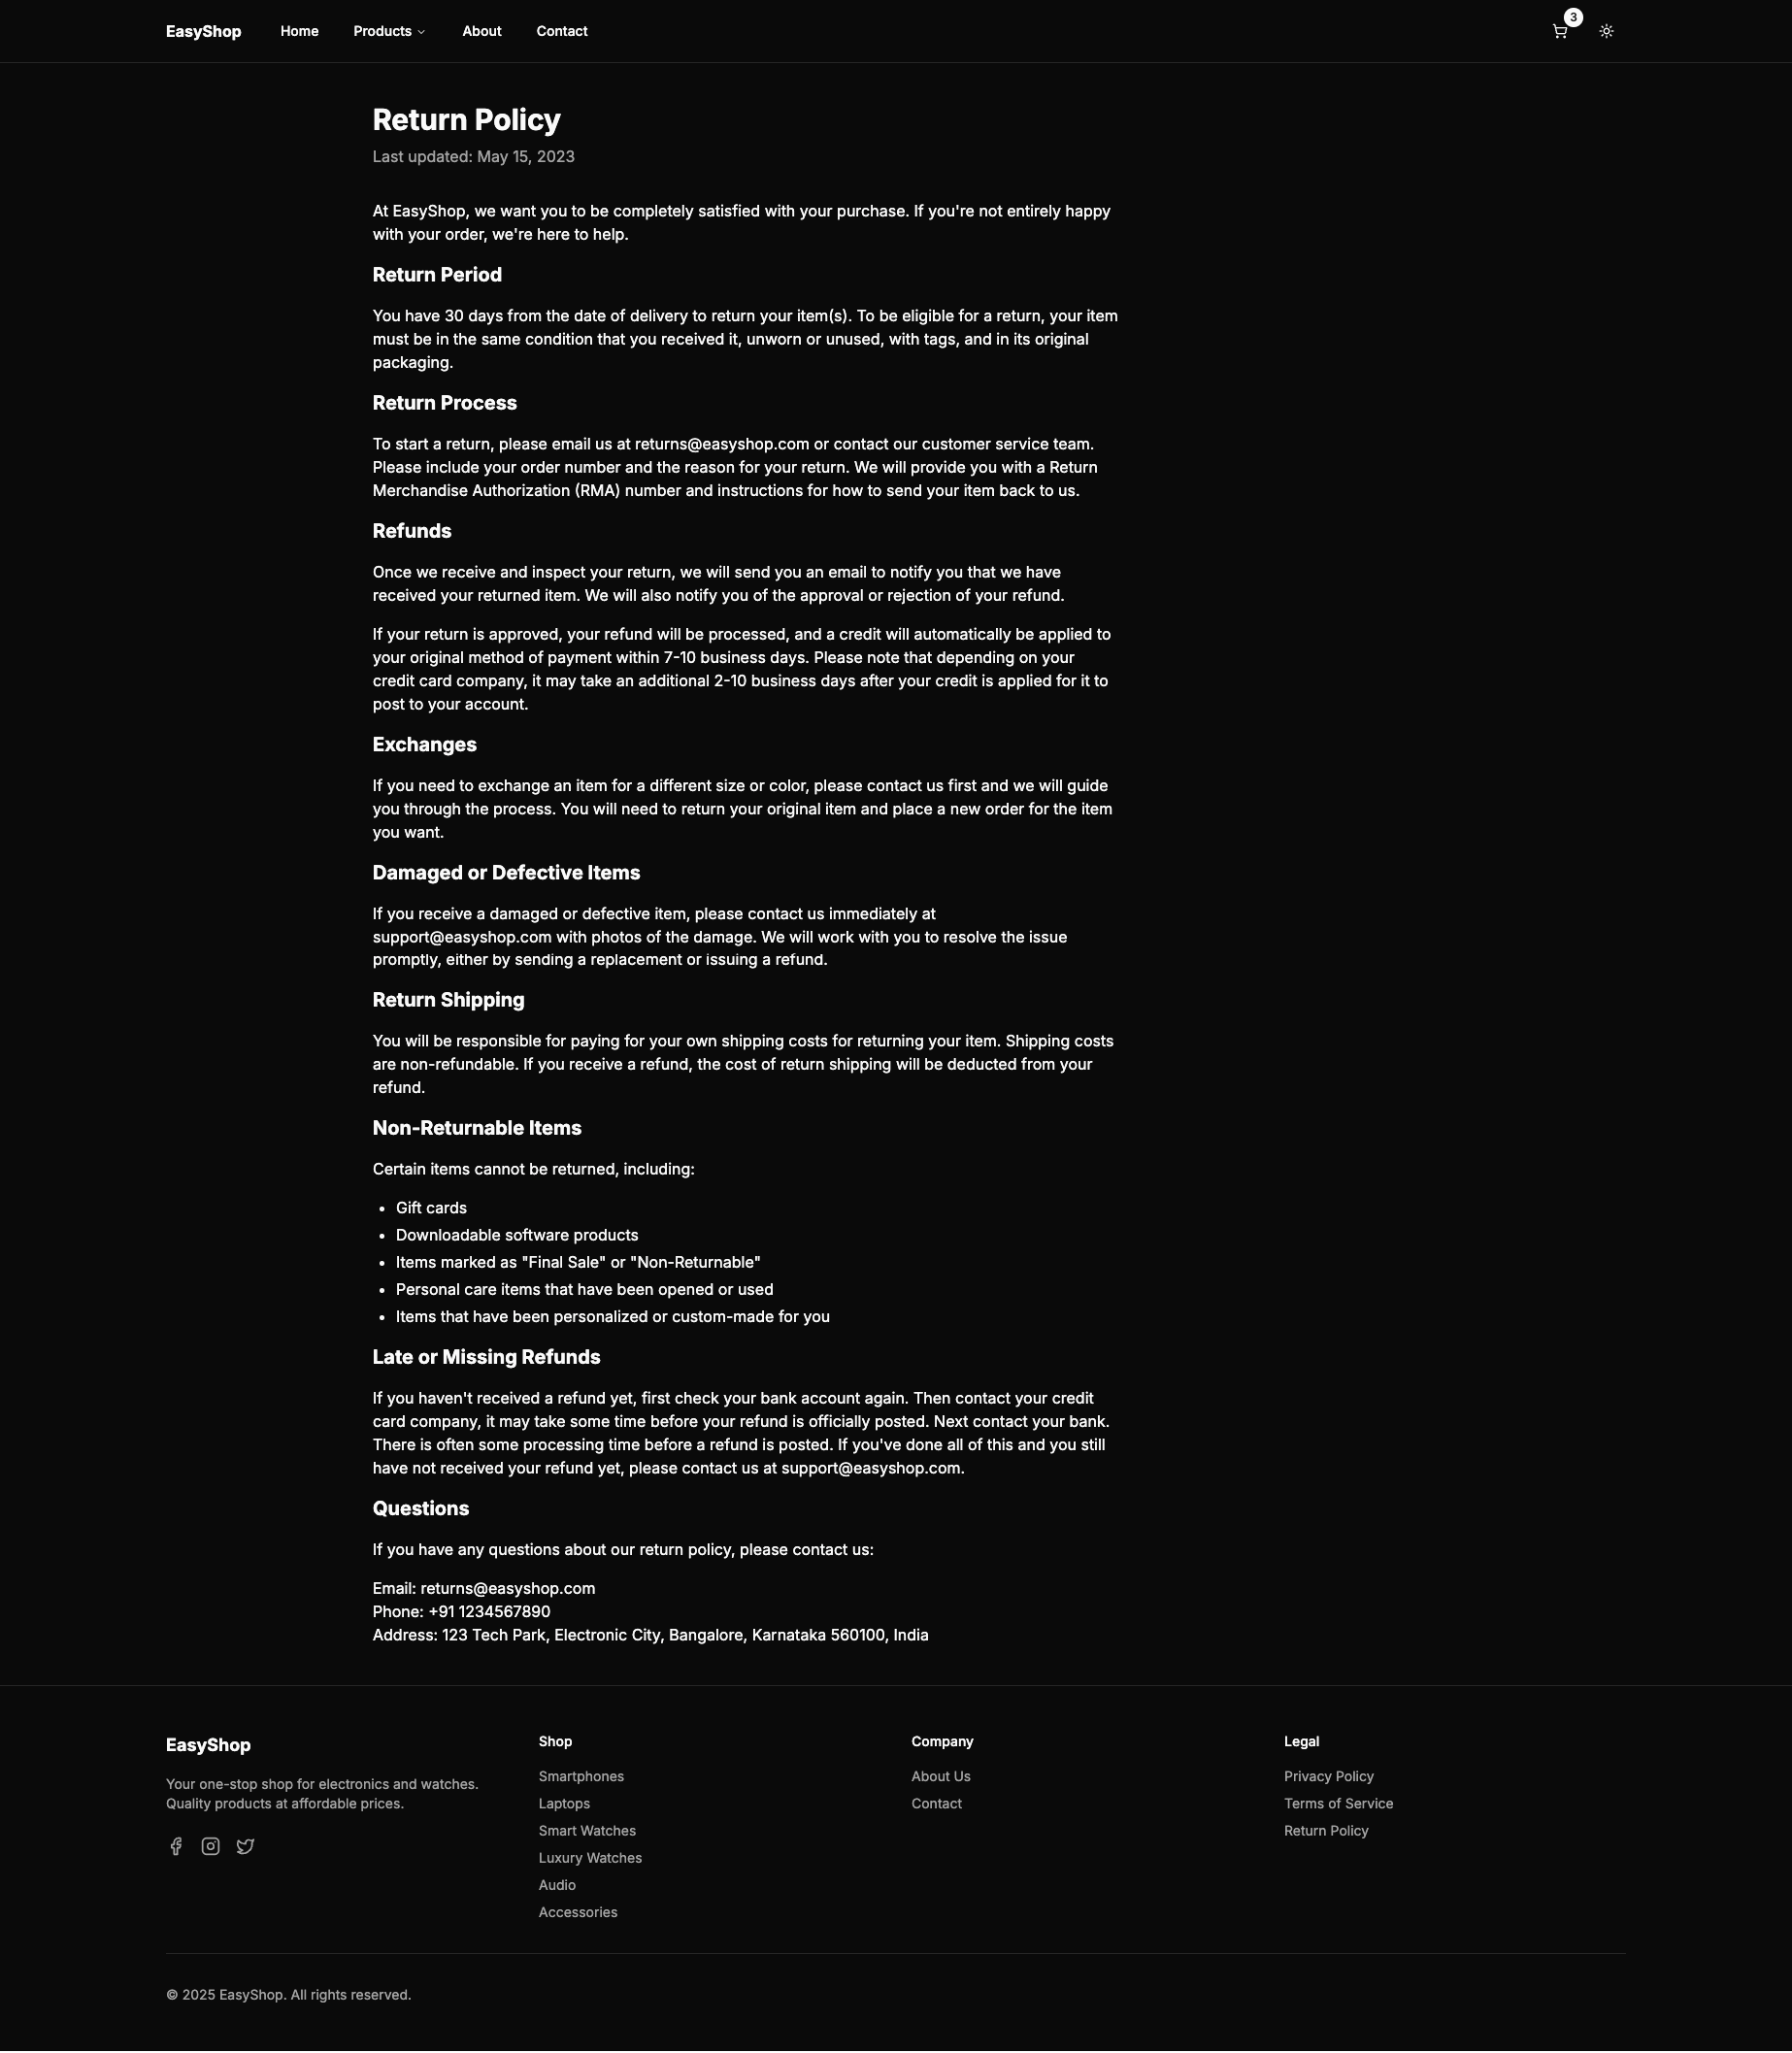 EasyShop
Home
Products
About
Contact
3
Return Policy
Last updated: May 15, 2023
At EasyShop, we want you to be completely satisfied with your purchase. If you're not entirely happy
with your order, we're here to help.
Return Period
You have 30 days from the date of delivery to return your item(s). To be eligible for a return, your item
must be in the same condition that you received it, unworn or unused, with tags, and in its original
packaging.
Return Process
To start a return, please email us at returns@easyshop.com or contact our customer service team.
Please include your order number and the reason for your return. We will provide you with a Return
Merchandise Authorization (RMA) number and instructions for how to send your item back to us.
Refunds
Once we receive and inspect your return, we will send you an email to notify you that we have
received your returned item. We will also notify you of the approval or rejection of your refund.
If your return is approved, your refund will be processed, and a credit will automatically be applied to
your original method of payment within 7-10 business days. Please note that depending on your
credit card company, it may take an additional 2-10 business days after your credit is applied for it to
post to your account.
Exchanges
If you need to exchange an item for a different size or color, please contact us first and we will guide
you through the process. You will need to return your original item and place a new order for the item
you want.
Damaged or Defective Items
If you receive a damaged or defective item, please contact us immediately at
support@easyshop.com with photos of the damage. We will work with you to resolve the issue
promptly, either by sending a replacement or issuing a refund.
Return Shipping
You will be responsible for paying for your own shipping costs for returning your item. Shipping costs
are non-refundable. If you receive a refund, the cost of return shipping will be deducted from your
refund.
Non-Returnable Items
Certain items cannot be returned, including:
• Gift cards
• Downloadable software products
• Items marked as "Final Sale" or "Non-Returnable"
• Personal care items that have been opened or used
• Items that have been personalized or custom-made for you
Late or Missing Refunds
If you haven't received a refund yet, first check your bank account again. Then contact your credit
card company, it may take some time before your refund is officially posted. Next contact your bank.
There is often some processing time before a refund is posted. If you've done all of this and you still
have not received your refund yet, please contact us at support@easyshop.com.
Questions
If you have any questions about our return policy, please contact us:
Email: returns@easyshop.com
Phone: +91 1234567890
Address: 123 Tech Park, Electronic City, Bangalore, Karnataka 560100, India
EasyShop
Your one-stop shop for electronics and watches.
Quality products at affordable prices.
Shop
Smartphones
Laptops
Smart Watches
Luxury Watches
Audio
Accessories
Company
About Us
Contact
Legal
Privacy Policy
Terms of Service
Return Policy
© 2025 EasyShop. All rights reserved.